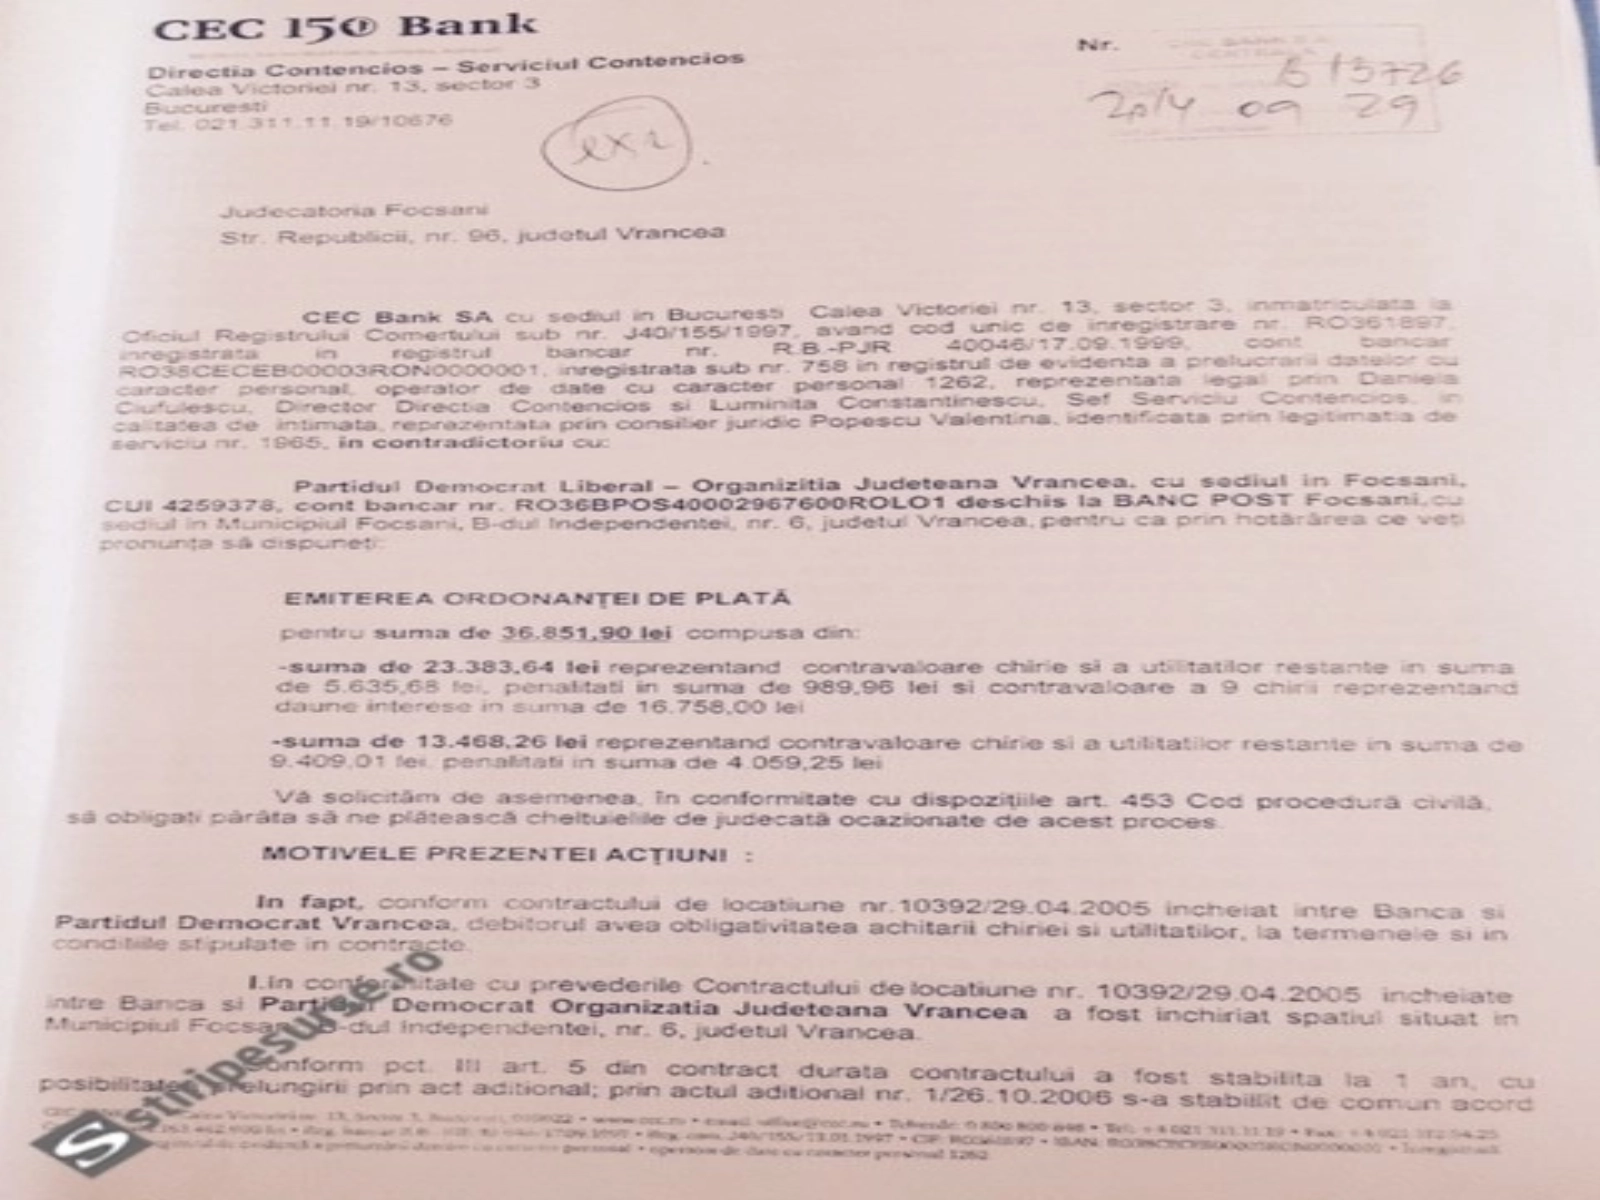 CEC 150 Bank
Directia Contencios – Serviciul Contencios
Calea Victoriei nr. 13, sector 3
Bucuresti
Tel. 021.311.11.19/10676
Nr.
2014 09 29
ex 1
Judecatoria Focsani
Str. Republicii, nr. 96, judetul Vrancea
CEC Bank SA cu sediul in Bucuresti Calea Victoriei nr. 13, sector 3, inmatriculata la
Oficiul Registrului Comertului sub nr. J40/155/1997, avand cod unic de inregistrare nr. RO361897,
inregistrata in registrul bancar nr. R.B.-PJR 40046/17.09.1999, cont bancar
RO38CECEB00003RON0000001, inregistrata sub nr. 758 in registrul de evidenta a prelucrarii datelor cu
caracter personal, operator de date cu caracter personal 1262, reprezentata legal prin Daniela
Ciufulescu, Director Directia Contencios si Luminita Constantinescu, Sef Serviciu Contencios, in
calitatea de intimata, reprezentata prin consilier juridic Popescu Valentina, identificata prin legitimatia de
serviciu nr. 1965, in contradictoriu cu:
Partidul Democrat Liberal – Organizitia Judeteana Vrancea, cu sediul in Focsani,
CUI 4259378, cont bancar nr. RO36BPOS40002967600ROLO1 deschis la BANC POST Focsani, cu
sediul in Municipiul Focsani, B-dul Independentei, nr. 6, judetul Vrancea, pentru ca prin hotărârea ce veți
pronunța să dispuneți:
EMITEREA ORDONANȚEI DE PLATĂ
pentru suma de 36.851,90 lei compusa din:
-suma de 23.383,64 lei reprezentand contravaloare chirie si a utilitatilor restante in suma
de 5.635,68 lei, penalitati in suma de 989,96 lei si contravaloare a 9 chirii reprezentand
daune interese in suma de 16.758,00 lei
-suma de 13.468,26 lei reprezentand contravaloare chirie si a utilitatilor restante in suma de
9.409,01 lei, penalitati in suma de 4.059,25 lei
Vă solicităm de asemenea, în conformitate cu dispozițiile art. 453 Cod procedură civilă,
să obligați pârâta să ne plătească cheltuielile de judecată ocazionate de acest proces.
MOTIVELE PREZENTEI ACȚIUNI :
In fapt, conform contractului de locatiune nr.10392/29.04.2005 incheiat intre Banca si
Partidul Democrat Vrancea, debitorul avea obligativitatea achitarii chiriei si utilitatilor, la termenele si in
conditiile stipulate in contracte.
I.In conformitate cu prevederile Contractului de locatiune nr. 10392/29.04.2005 incheiate
intre Banca si Partidul Democrat Organizatia Judeteana Vrancea a fost inchiriat spatiul situat in
Municipiul Focsani, B-dul Independentei, nr. 6, judetul Vrancea.
Conform pct. III art. 5 din contract durata contractului a fost stabilita la 1 an, cu
posibilitatea prelungirii prin act aditional; prin actul aditional nr. 1/26.10.2006 s-a stabilit de comun acord
stiripesurse.ro